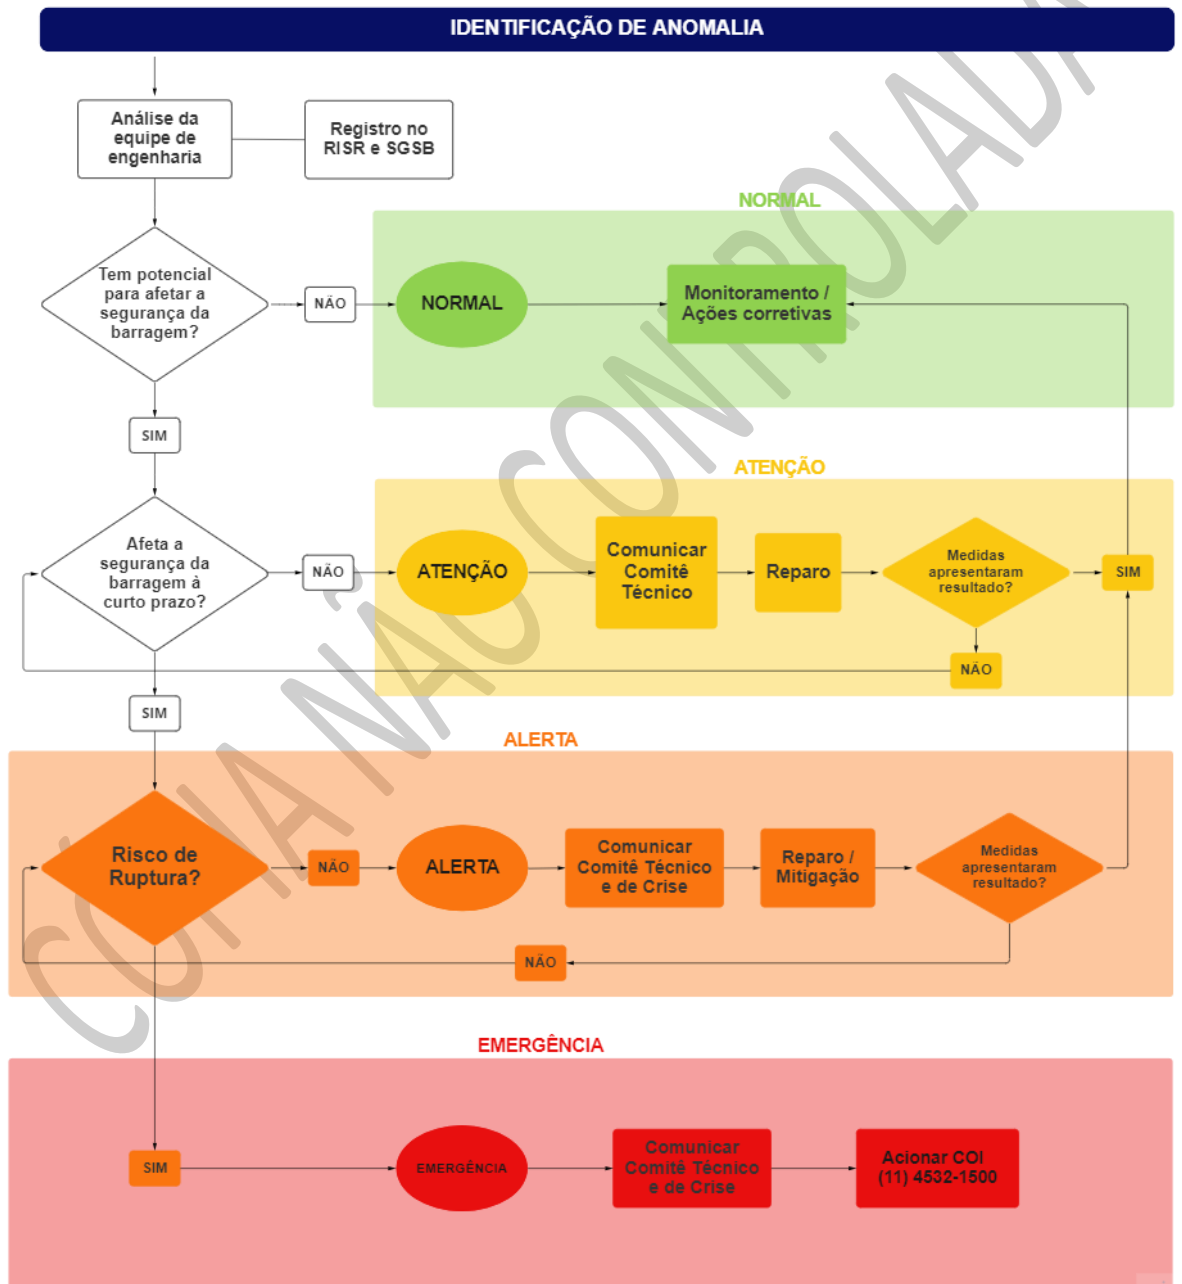 IDENTIFICAÇÃO DE ANOMALIA
Análise da
equipe de
engenharia
Registro no
RISR e SGSB
NORMAL
Tem potencial
para afetar a
segurança da
barragem?
NÃO
NORMAL
Monitoramento /
Ações corretivas
SIM
ATENÇÃO
Afeta a
segurança da
barragem à
curto prazo?
NÃO
ATENÇÃO
Comunicar
Comitê
Técnico
Reparo
Medidas
apresentaram
resultado?
SIM
NÃO
SIM
ALERTA
Risco de
Ruptura?
NÃO
ALERTA
Comunicar
Comitê Técnico
e de Crise
Reparo /
Mitigação
Medidas
apresentaram
resultado?
NÃO
EMERGÊNCIA
SIM
EMERGÊNCIA
Comunicar
Comitê Técnico
e de Crise
Acionar COI
(11) 4532-1500
CÓPIA NÃO CONTROLADA